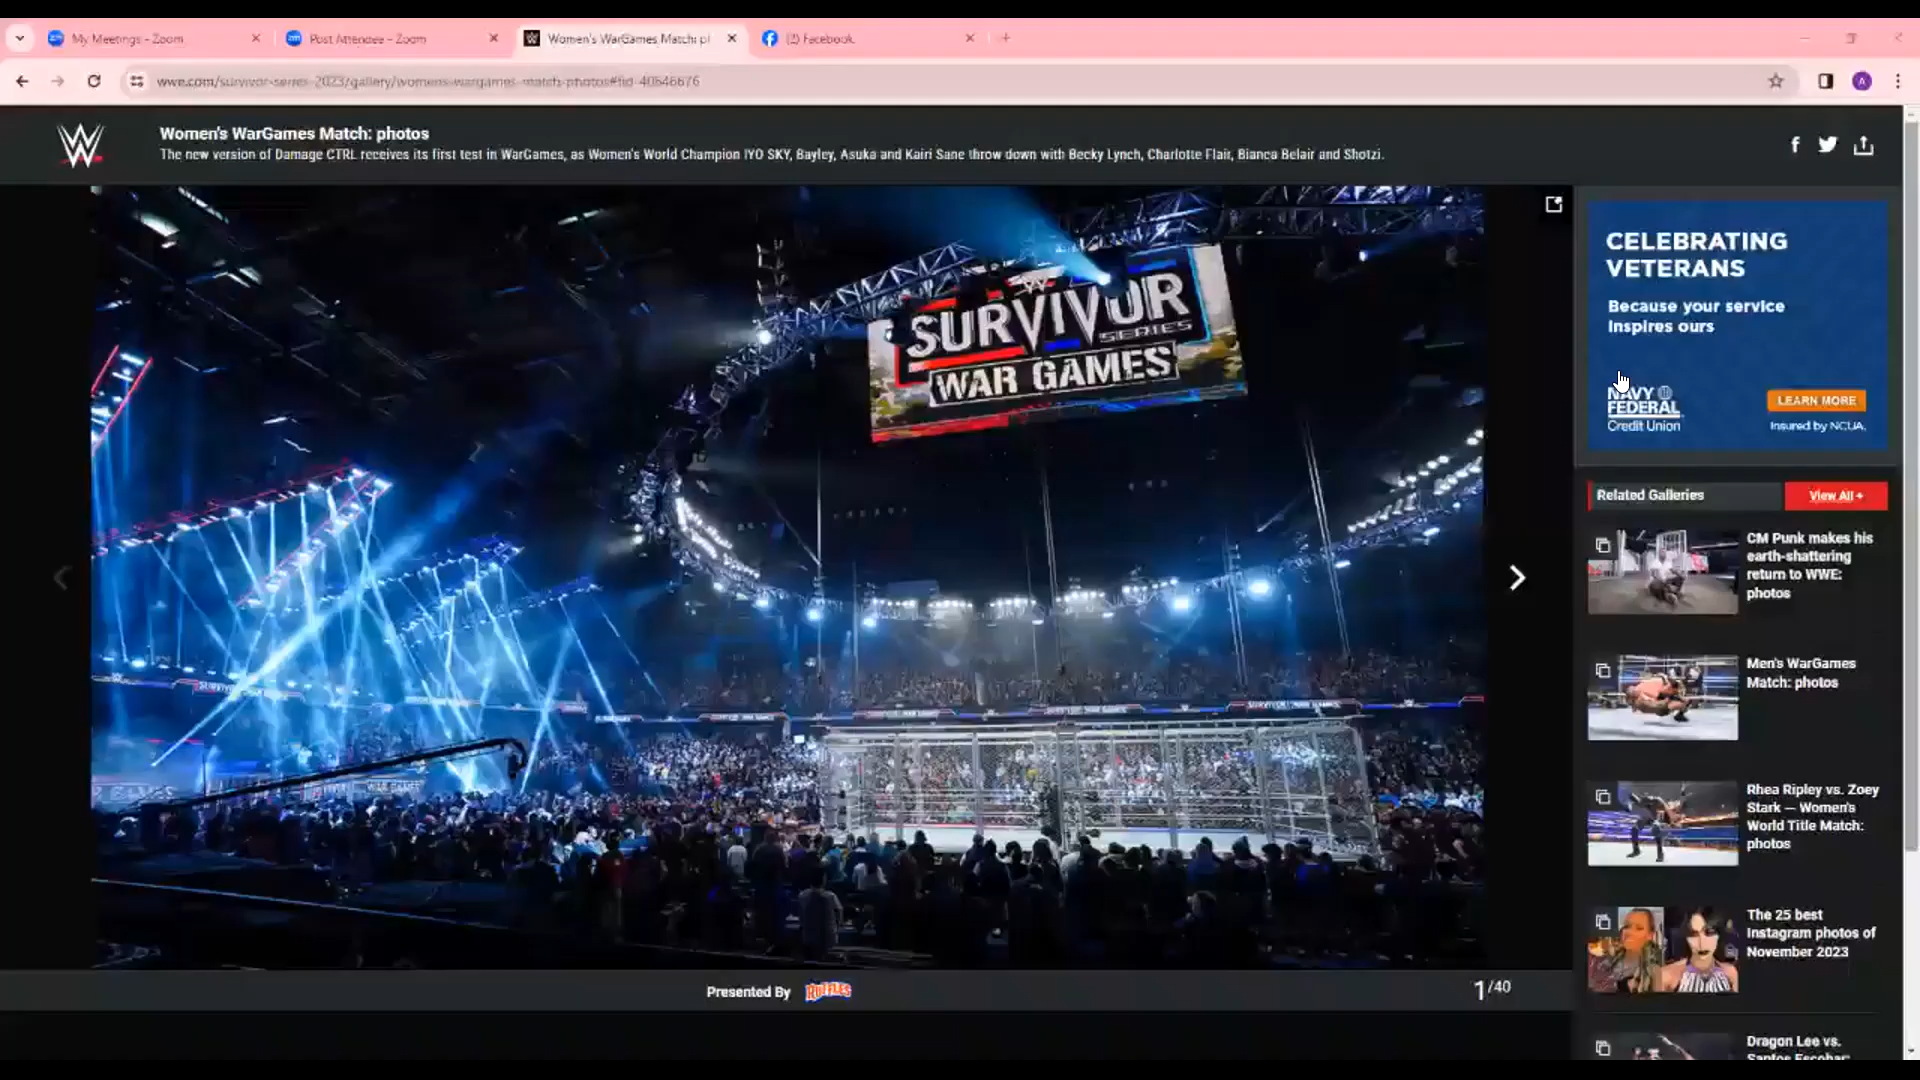 My Meetings - Zoom
Post Attendee - Zoom
Women's WarGames Match: p
(2) Facebook
wwe.com/survivor-series-2023/gallery/womens-wargames-match-photos#fid-40646676
Women's WarGames Match: photos
The new version of Damage CTRL receives its first test in WarGames, as Women's World Champion IYO SKY, Bayley, Asuka and Kairi Sane throw down with Becky Lynch, Charlotte Flair, Bianca Belair and Shotzi.
SURVIVOR
SERIES
WAR GAMES
CELEBRATING
VETERANS
Because your service
inspires ours
NAVY
FEDERAL
Credit Union
LEARN MORE
Insured by NCUA.
Related Galleries
View All +
CM Punk makes his
earth-shattering
return to WWE:
photos
Men's WarGames
Match: photos
Rhea Ripley vs. Zoey
Stark — Women's
World Title Match:
photos
The 25 best
Instagram photos of
November 2023
Dragon Lee vs.
Santos Escobar:
Presented By RUFFLES
1/40